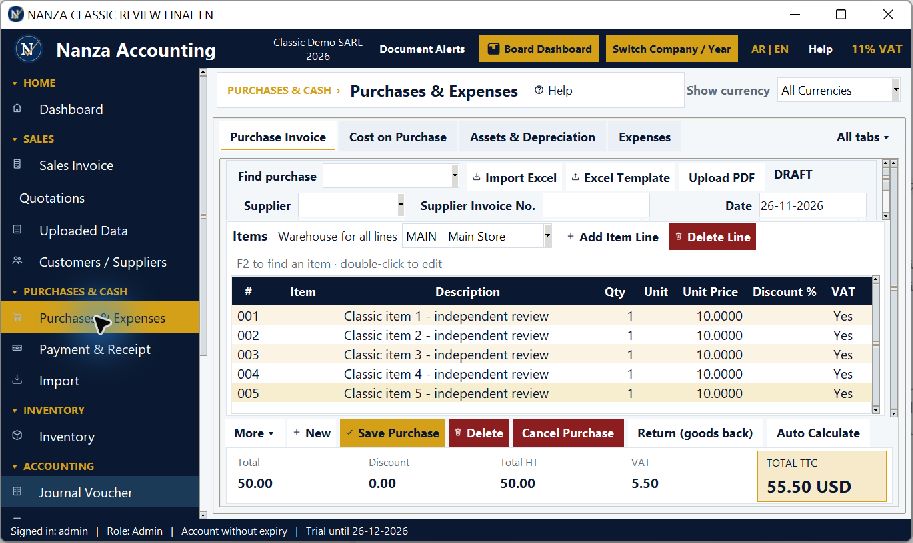 NANZA CLASSIC REVIEW FINAL EN
N Nanza Accounting
Classic Demo SARL
2026
Document Alerts
Board Dashboard
Switch Company / Year
AR | EN
Help
11% VAT
HOME
Dashboard
SALES
Sales Invoice
Quotations
Uploaded Data
Customers / Suppliers
PURCHASES & CASH
Purchases & Expenses
Payment & Receipt
Import
INVENTORY
Inventory
ACCOUNTING
Journal Voucher
PURCHASES & CASH › Purchases & Expenses Help
Show currency All Currencies
Purchase Invoice Cost on Purchase Assets & Depreciation Expenses All tabs
Find purchase Import Excel Excel Template Upload PDF DRAFT
Supplier Supplier Invoice No. Date 26-11-2026
Items Warehouse for all lines MAIN Main Store + Add Item Line Delete Line
F2 to find an item · double-click to edit
# Item Description Qty Unit Unit Price Discount % VAT
001 Classic item 1 - independent review 1 10.0000 Yes
002 Classic item 2 - independent review 1 10.0000 Yes
003 Classic item 3 - independent review 1 10.0000 Yes
004 Classic item 4 - independent review 1 10.0000 Yes
005 Classic item 5 - independent review 1 10.0000 Yes
More + New ✓ Save Purchase Delete Cancel Purchase Return (goods back) Auto Calculate
Total Discount Total HT VAT TOTAL TTC
50.00 0.00 50.00 5.50 55.50 USD
Signed in: admin | Role: Admin | Account without expiry | Trial until 26-12-2026